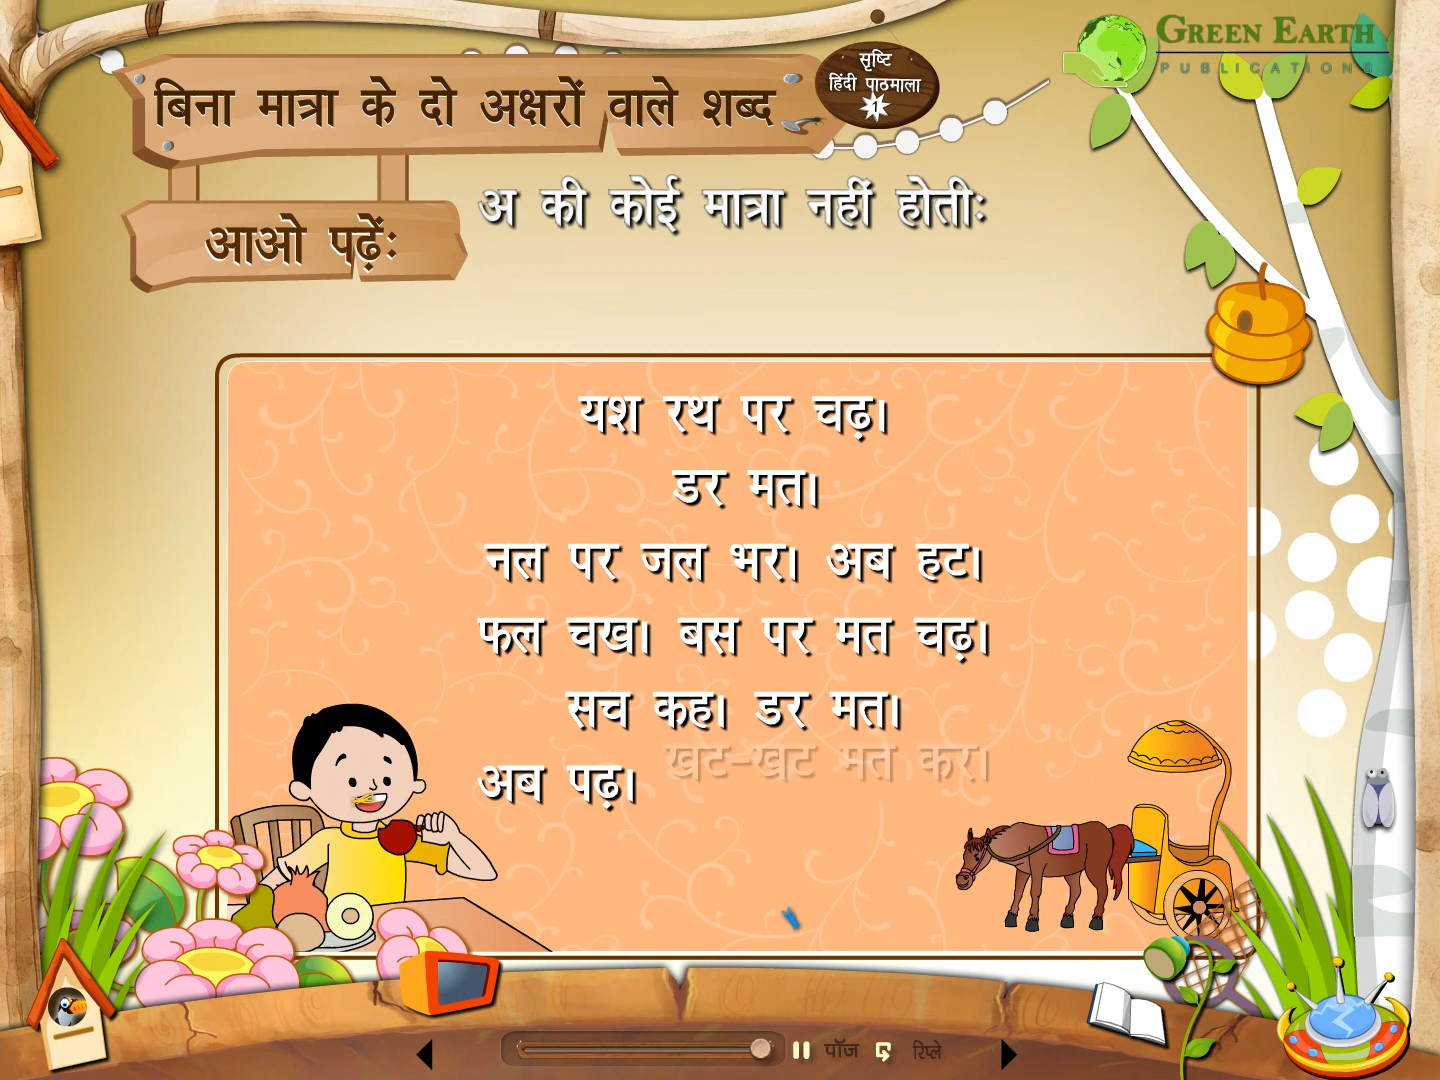 GREEN EARTH
PUBLICATIONS
सृष्टि
हिंदी पाठमाला
1
बिना मात्रा के दो अक्षरों वाले शब्द
अ की कोई मात्रा नहीं होतीः
आओ पढ़ेंः
यश रथ पर चढ़।
डर मत।
नल पर जल भर। अब हट।
फल चख। बस पर मत चढ़।
सच कह। डर मत।
खट-खट मत कर।
अब पढ़।
पॉज रिप्ले